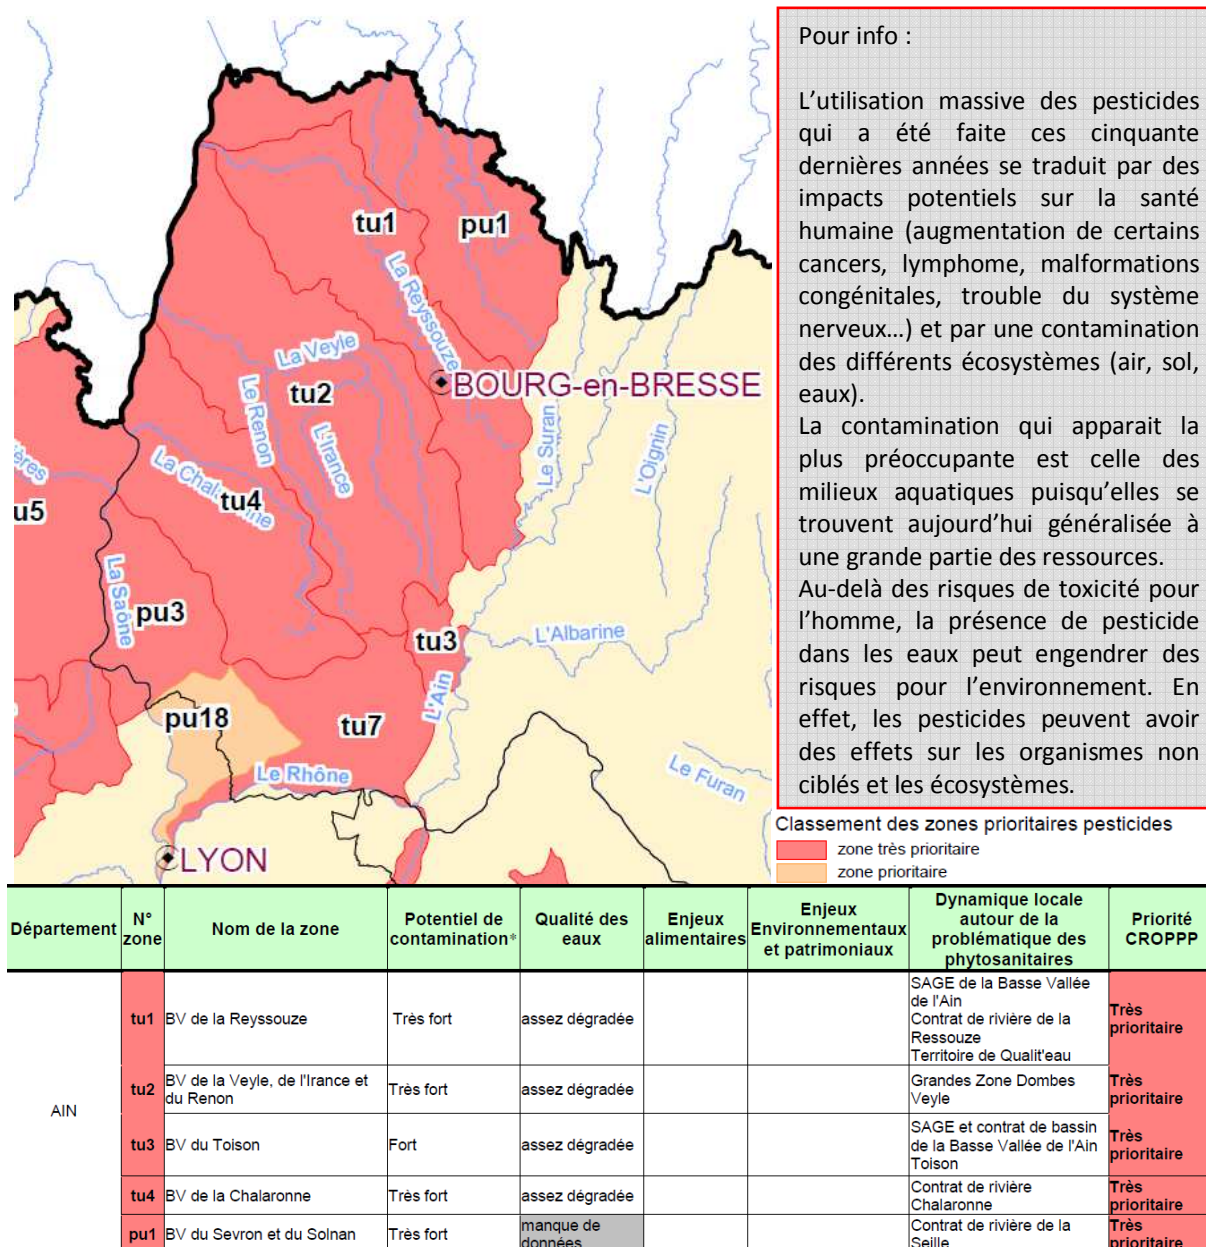 tu1
pu1
La Reyssouze
La Veyle
tu2
BOURG-en-BRESSE
Le Renon
L'Irance
Le Suran
L'Oignin
La Chalaronne
tu4
u5
La Saône
pu3
tu3
L'Albarine
L'Ain
pu18
tu7
Le Rhône
Le Furan
LYON
Pour info :
L'utilisation massive des pesticides
qui a été faite ces cinquante
dernières années se traduit par des
impacts potentiels sur la santé
humaine (augmentation de certains
cancers, lymphome, malformations
congénitales, trouble du système
nerveux…) et par une contamination
des différents écosystèmes (air, sol,
eaux).
La contamination qui apparait la
plus préoccupante est celle des
milieux aquatiques puisqu'elles se
trouvent aujourd'hui généralisée à
une grande partie des ressources.
Au-delà des risques de toxicité pour
l'homme, la présence de pesticide
dans les eaux peut engendrer des
risques pour l'environnement. En
effet, les pesticides peuvent avoir
des effets sur les organismes non
ciblés et les écosystèmes.
Classement des zones prioritaires pesticides
zone très prioritaire
zone prioritaire
Département
N°
zone
Nom de la zone
Potentiel de
contamination*
Qualité des
eaux
Enjeux
alimentaires
Enjeux
Environnementaux
et patrimoniaux
Dynamique locale
autour de la
problématique des
phytosanitaires
Priorité
CROPPP
AIN
tu1
BV de la Reyssouze
Très fort
assez dégradée
SAGE de la Basse Vallée
de l'Ain
Contrat de rivière de la
Ressouze
Territoire de Qualit'eau
Très
prioritaire
tu2
BV de la Veyle, de l'Irance et
du Renon
Très fort
assez dégradée
Grandes Zone Dombes
Veyle
Très
prioritaire
tu3
BV du Toison
Fort
assez dégradée
SAGE et contrat de bassin
de la Basse Vallée de l'Ain
Toison
Très
prioritaire
tu4
BV de la Chalaronne
Très fort
assez dégradée
Contrat de rivière
Chalaronne
Très
prioritaire
pu1
BV du Sevron et du Solnan
Très fort
manque de
données
Contrat de rivière de la
Seille
Très
prioritaire